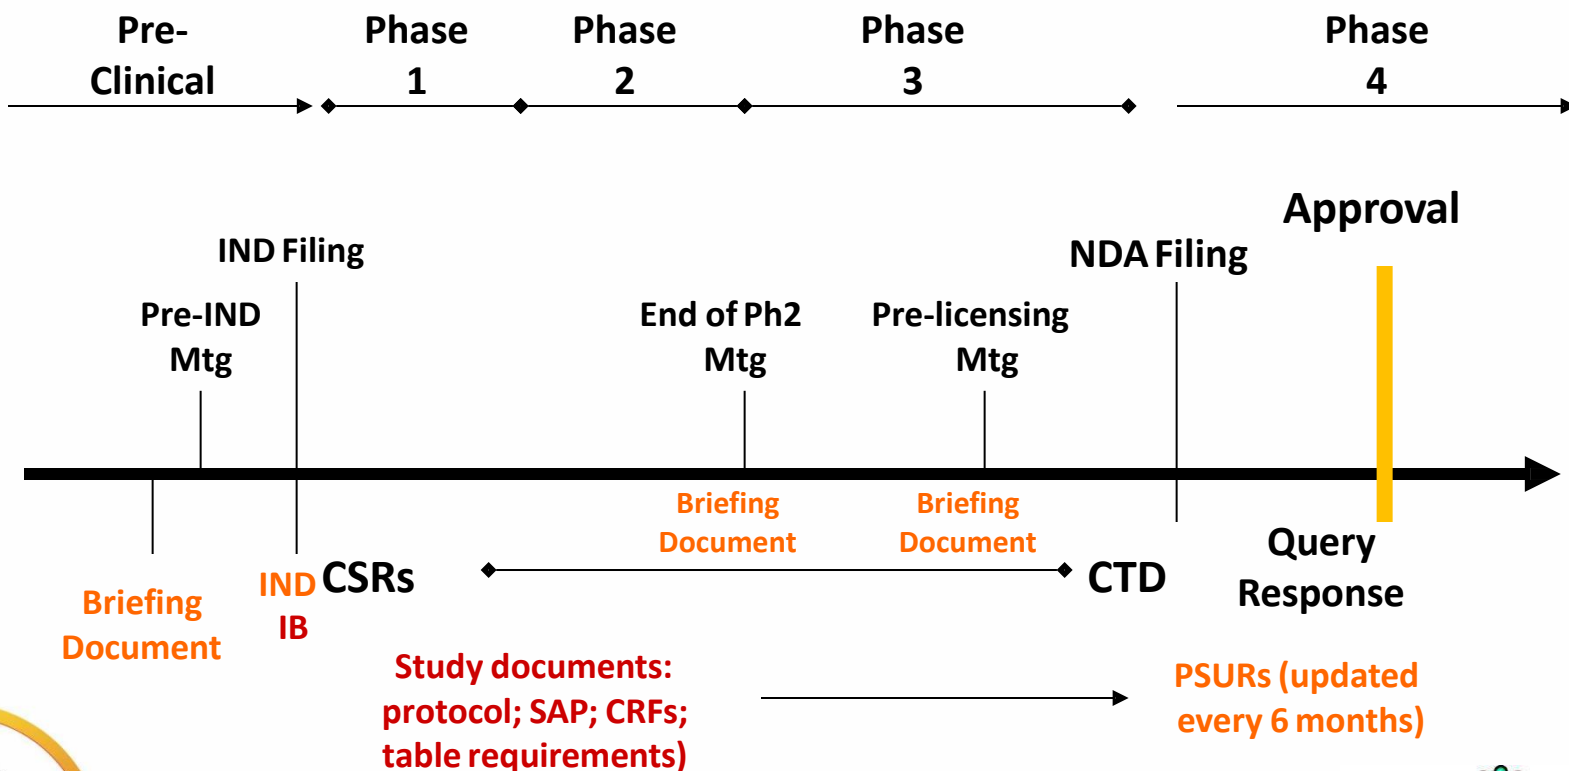 Pre-
Clinical
Phase
1
Phase
2
Phase
3
Phase
4
Approval
IND Filing
NDA Filing
Pre-IND
Mtg
End of Ph2
Mtg
Pre-licensing
Mtg
Briefing
Document
Briefing
Document
Query
Response
Briefing
Document
IND
IB
CSRs
CTD
Study documents:
protocol; SAP; CRFs;
table requirements)
PSURs (updated
every 6 months)